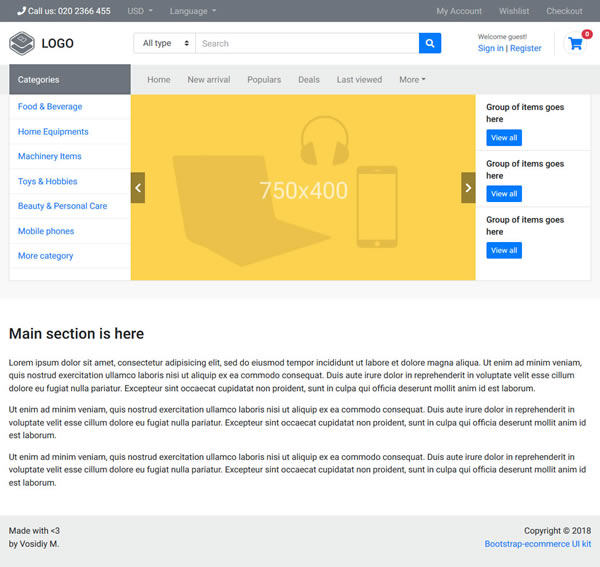 Call us: 020 2366 455 USD Language My Account Wishlist Checkout
LOGO All type Search Welcome guest! 0
Sign in | Register
Categories Home New arrival Populars Deals Last viewed More
Food & Beverage
Home Equipments
Machinery Items
Toys & Hobbies
Beauty & Personal Care
Mobile phones
More category
750x400
Group of items goes
here
View all
Group of items goes
here
View all
Group of items goes
here
View all
Main section is here
Lorem ipsum dolor sit amet, consectetur adipisicing elit, sed do eiusmod tempor incididunt ut labore et dolore magna aliqua. Ut enim ad minim veniam,
quis nostrud exercitation ullamco laboris nisi ut aliquip ex ea commodo consequat. Duis aute irure dolor in reprehenderit in voluptate velit esse cillum
dolore eu fugiat nulla pariatur. Excepteur sint occaecat cupidatat non proident, sunt in culpa qui officia deserunt mollit anim id est laborum.
Ut enim ad minim veniam, quis nostrud exercitation ullamco laboris nisi ut aliquip ex ea commodo consequat. Duis aute irure dolor in reprehenderit in
voluptate velit esse cillum dolore eu fugiat nulla pariatur. Excepteur sint occaecat cupidatat non proident, sunt in culpa qui officia deserunt mollit anim id
est laborum.
Ut enim ad minim veniam, quis nostrud exercitation ullamco laboris nisi ut aliquip ex ea commodo consequat. Duis aute irure dolor in reprehenderit in
voluptate velit esse cillum dolore eu fugiat nulla pariatur. Excepteur sint occaecat cupidatat non proident, sunt in culpa qui officia deserunt mollit anim id
est laborum.
Made with <3 Copyright © 2018
by Vosidiy M. Bootstrap-ecommerce UI kit